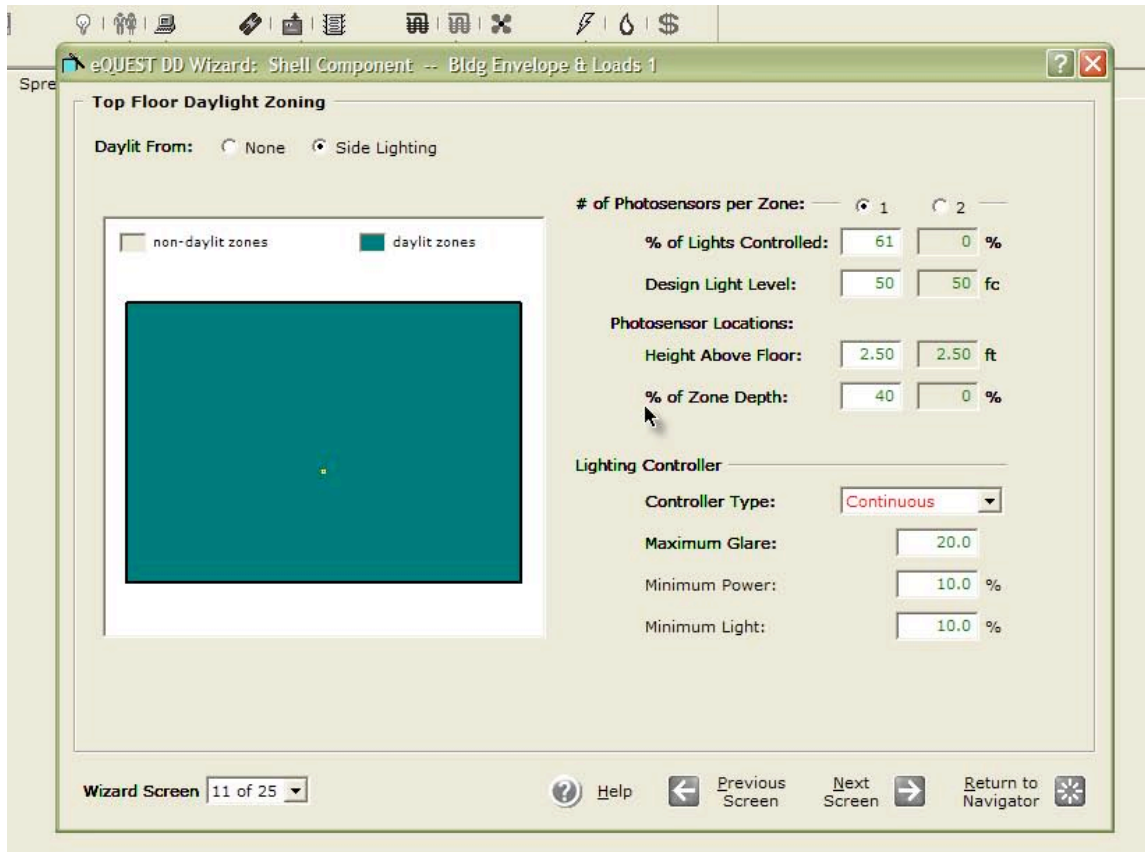 $
eQUEST DD Wizard: Shell Component -- Bldg Envelope & Loads 1
?
X
Spre
Top Floor Daylight Zoning
Daylit From: None Side Lighting
# of Photosensors per Zone: 1 2
non-daylit zones daylit zones
% of Lights Controlled: 61 0 %
Design Light Level: 50 50 fc
Photosensor Locations:
Height Above Floor: 2.50 2.50 ft
% of Zone Depth: 40 0 %
Lighting Controller
Controller Type: Continuous
Maximum Glare: 20.0
Minimum Power: 10.0 %
Minimum Light: 10.0 %
Wizard Screen 11 of 25
? Help
Previous
Screen
Next
Screen
Return to
Navigator